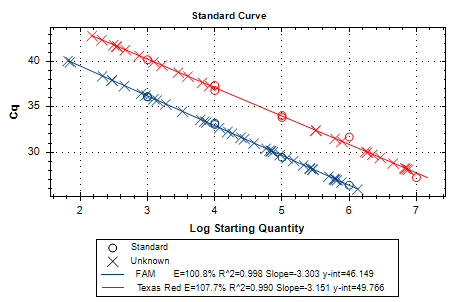 Standard Curve
40
35
30
Cq
2 3 4 5 6 7
Log Starting Quantity
Standard
Unknown
FAM E=100.8% R^2=0.998 Slope=-3.303 y-int=46.149
Texas Red E=107.7% R^2=0.990 Slope=-3.151 y-int=49.766